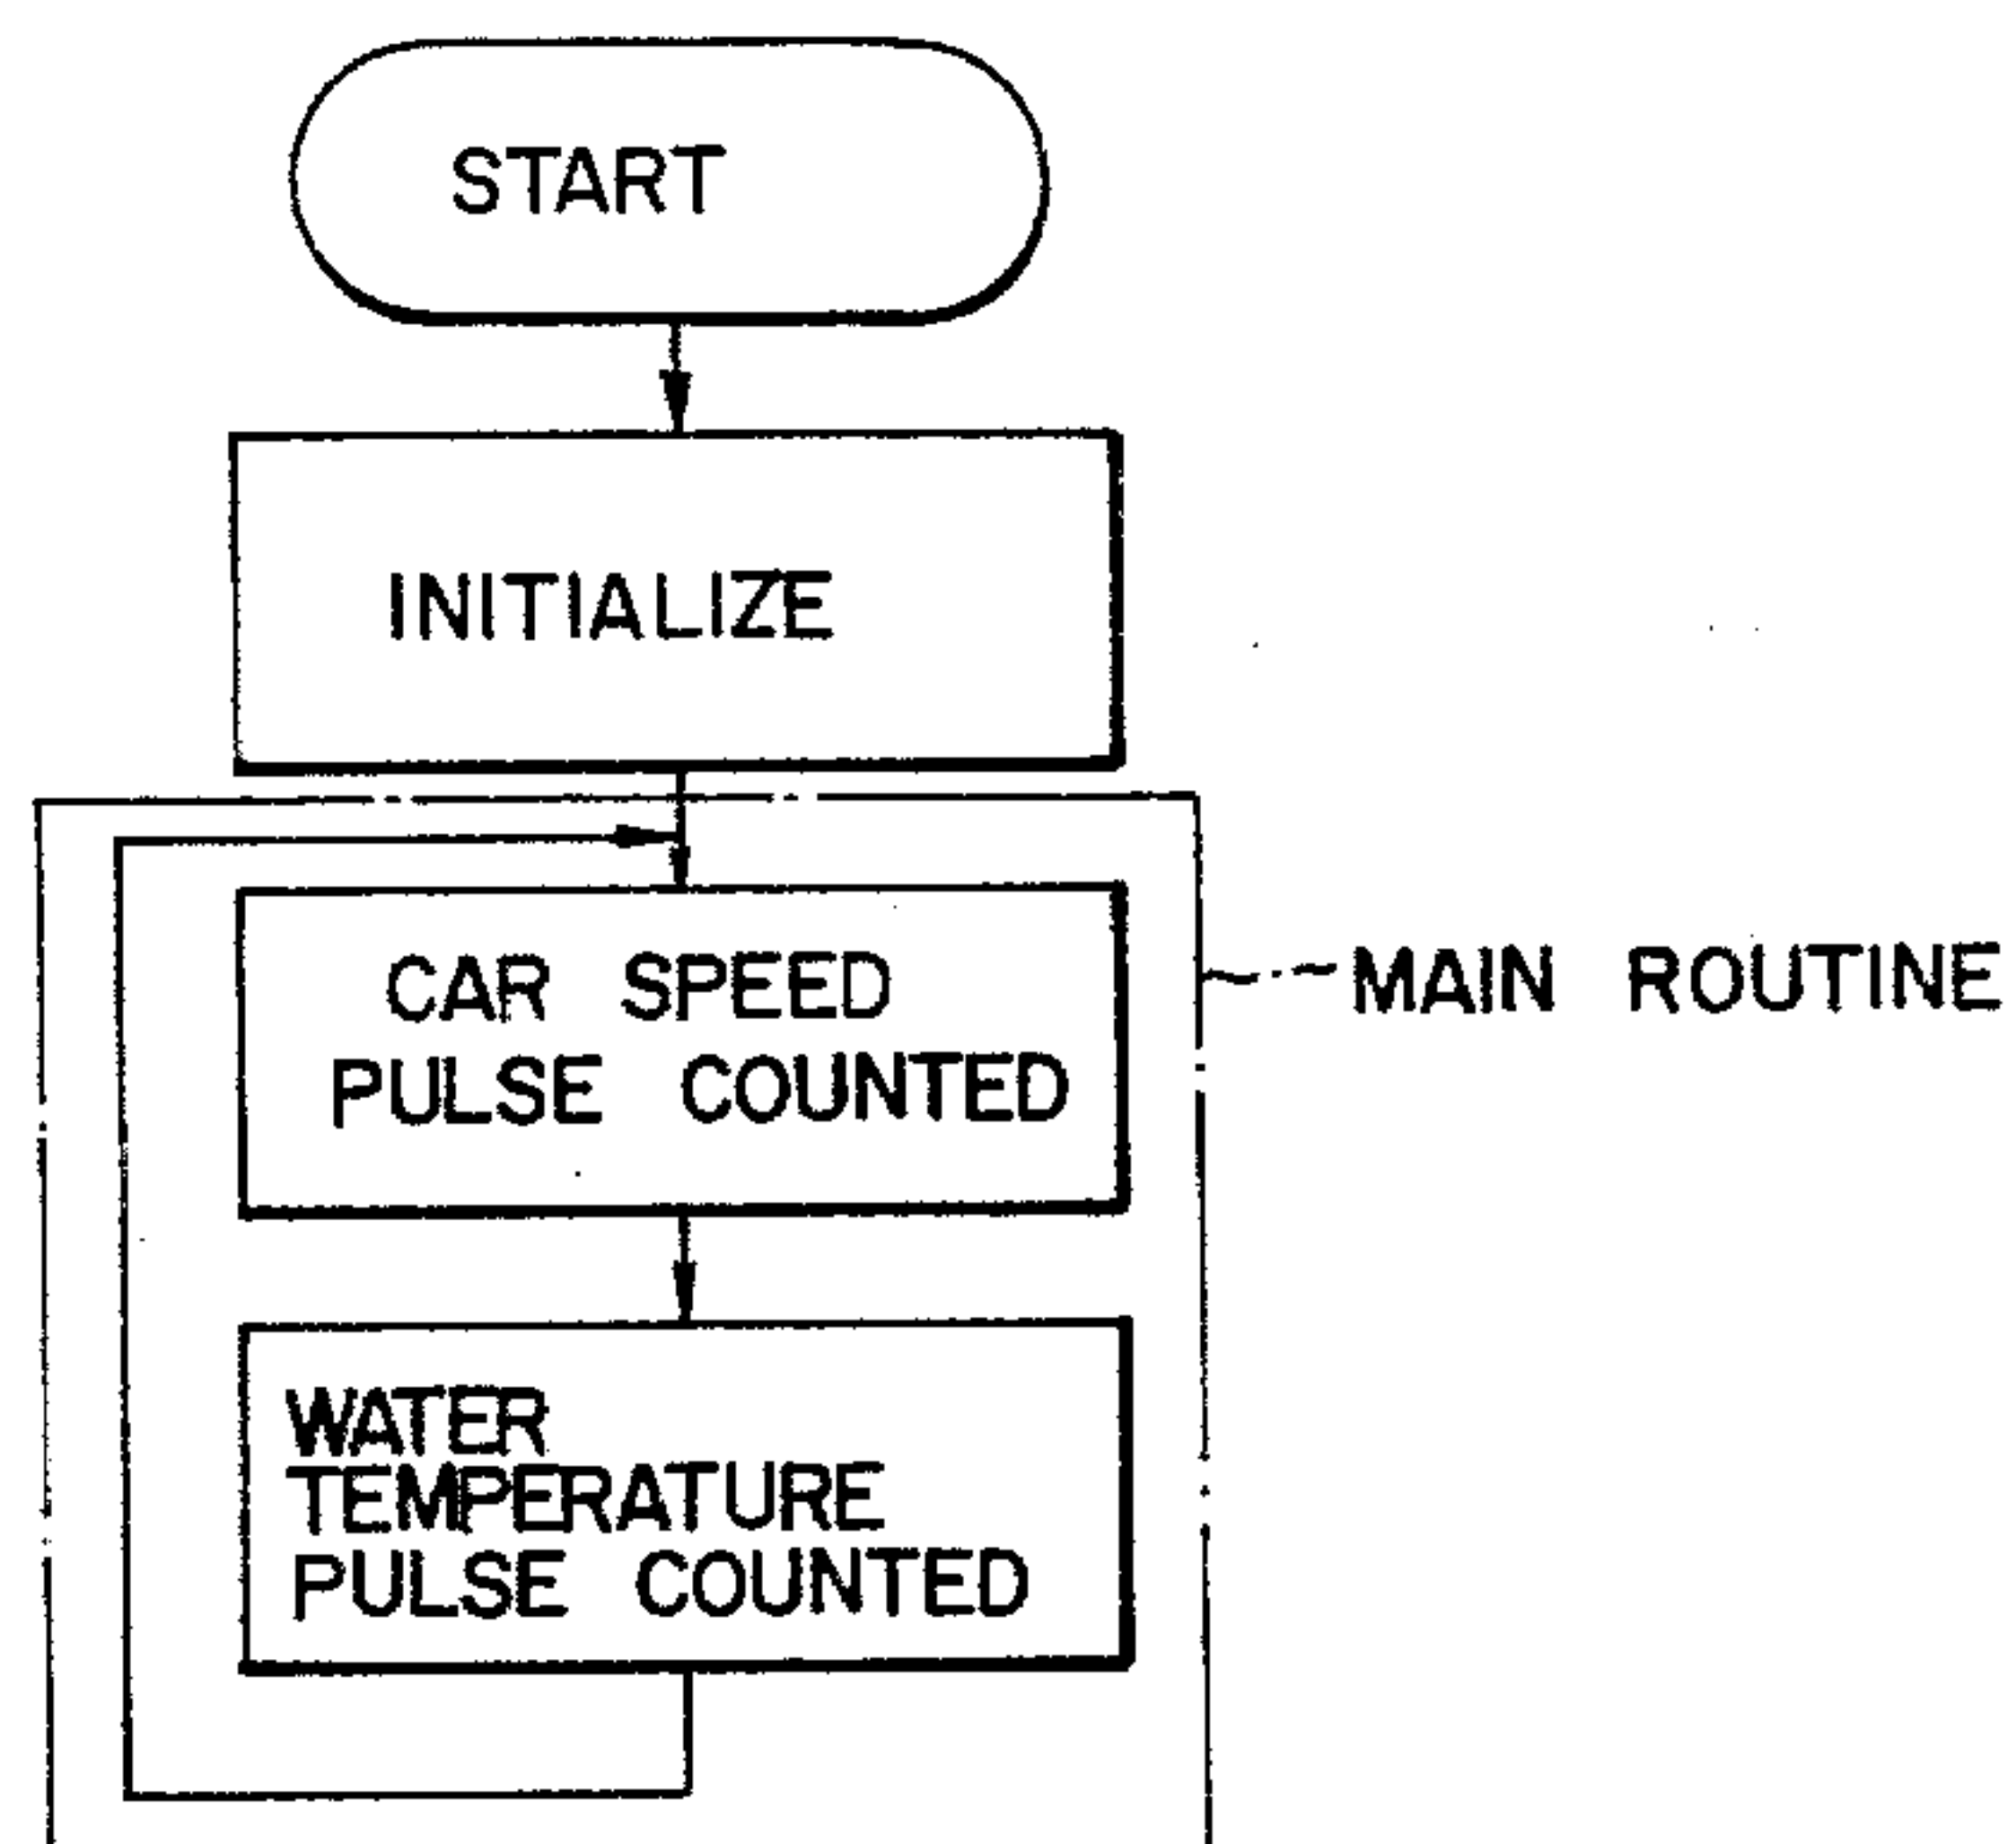 START
INITIALIZE
CAR SPEED
PULSE COUNTED
MAIN ROUTINE
WATER
TEMPERATURE
PULSE COUNTED